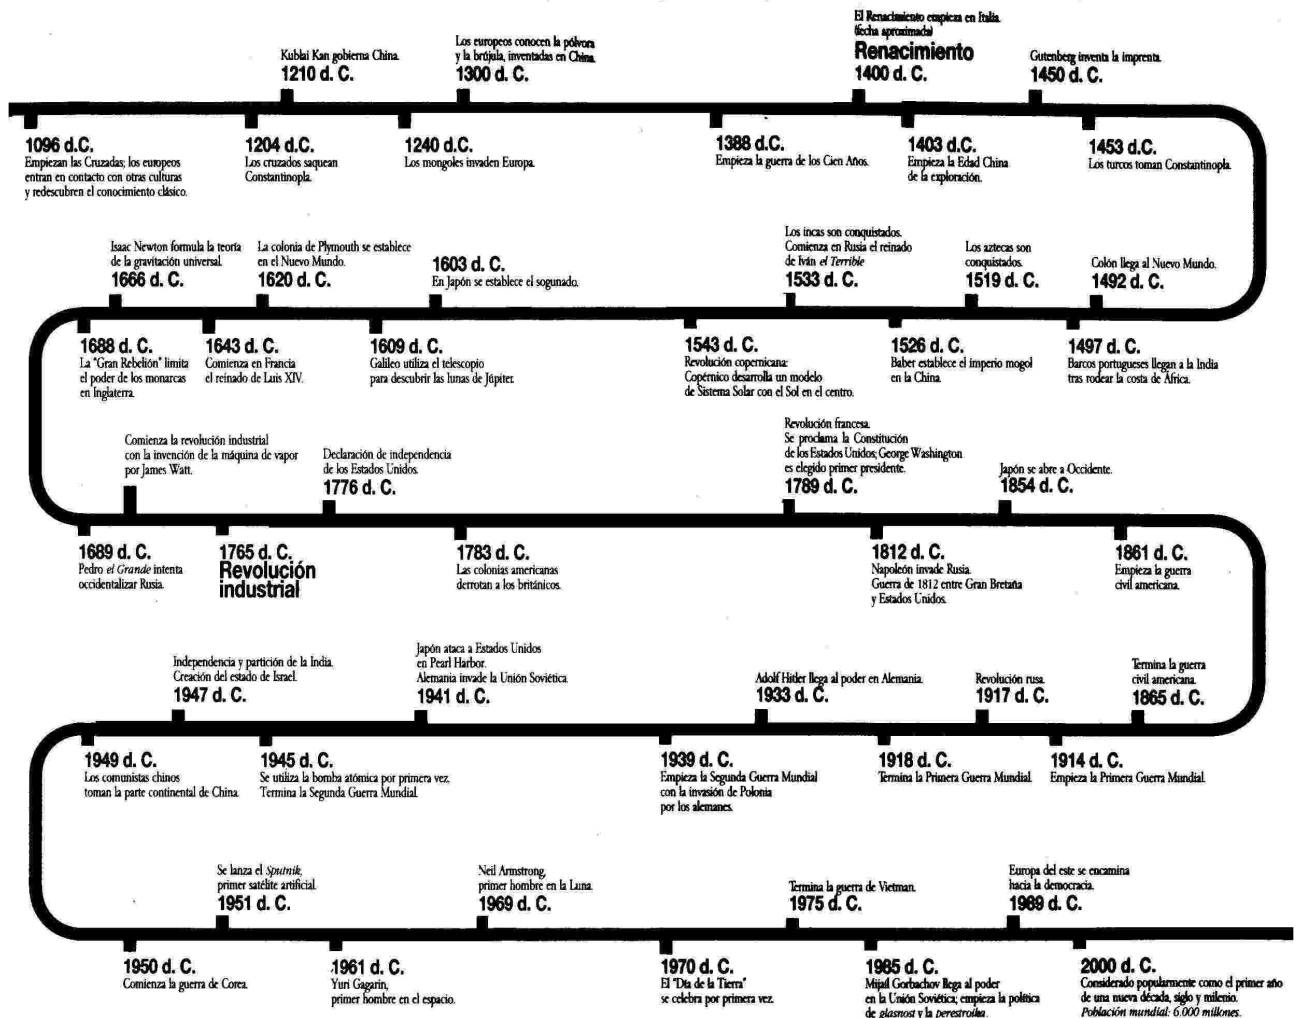 El Renacimiento empieza en Italia.
(fecha aproximada)
Renacimiento
1400 d. C.
Kublai Kan gobierna China.
1210 d. C.
Los europeos conocen la pólvora
y la brújula, inventadas en China.
1300 d. C.
Gutenberg inventa la imprenta.
1450 d. C.
1096 d.C.
Empiezan las Cruzadas; los europeos
entran en contacto con otras culturas
y redescubren el conocimiento clásico.
1204 d.C.
Los cruzados saquean
Constantinopla.
1240 d.C.
Los mongoles invaden Europa.
1388 d.C.
Empieza la guerra de los Cien Años.
1403 d.C.
Empieza la Edad China
de la exploración.
1453 d.C.
Los turcos toman Constantinopla.
Isaac Newton formula la teoría
de la gravitación universal.
1666 d. C.
La colonia de Plymouth se establece
en el Nuevo Mundo.
1620 d. C.
1603 d. C.
En Japón se establece el sogunado.
Los incas son conquistados.
Comienza en Rusia el reinado
de Iván el Terrible
1533 d. C.
Los aztecas son
conquistados.
1519 d. C.
Colón llega al Nuevo Mundo.
1492 d. C.
1688 d. C.
La "Gran Rebelión" limita
el poder de los monarcas
en Inglaterra.
1643 d. C.
Comienza en Francia
el reinado de Luis XIV.
1609 d. C.
Galileo utiliza el telescopio
para descubrir las lunas de Júpiter.
1543 d. C.
Revolución copernicana:
Copérnico desarrolla un modelo
de Sistema Solar con el Sol en el centro.
1526 d. C.
Baber establece el imperio mogol
en la China.
1497 d. C.
Barcos portugueses llegan a la India
tras rodear la costa de África.
Comienza la revolución industrial
con la invención de la máquina de vapor
por James Watt.
Declaración de independencia
de los Estados Unidos.
1776 d. C.
Revolución francesa.
Se proclama la Constitución
de los Estados Unidos; George Washington
es elegido primer presidente.
1789 d. C.
Japón se abre a Occidente.
1854 d. C.
1689 d. C.
Pedro el Grande intenta
occidentalizar Rusia.
1765 d. C.
Revolución
industrial
1783 d. C.
Las colonias americanas
derrotan a los británicos.
1812 d. C.
Napoleón invade Rusia.
Guerra de 1812 entre Gran Bretaña
y Estados Unidos.
1861 d. C.
Empieza la guerra
civil americana.
Independencia y partición de la India.
Creación del estado de Israel.
1947 d. C.
Japón ataca a Estados Unidos
en Pearl Harbor.
Alemania invade la Unión Soviética.
1941 d. C.
Adolf Hitler llega al poder en Alemania.
1933 d. C.
Revolución rusa.
1917 d. C.
Termina la guerra
civil americana.
1865 d. C.
1949 d. C.
Los comunistas chinos
toman la parte continental de China.
1945 d. C.
Se utiliza la bomba atómica por primera vez.
Termina la Segunda Guerra Mundial.
1939 d. C.
Empieza la Segunda Guerra Mundial
con la invasión de Polonia
por los alemanes.
1918 d. C.
Termina la Primera Guerra Mundial.
1914 d. C.
Empieza la Primera Guerra Mundial.
Se lanza el Sputnik,
primer satélite artificial.
1951 d. C.
Neil Armstrong,
primer hombre en la Luna.
1969 d. C.
Termina la guerra de Vietman.
1975 d. C.
Europa del este se encamina
hacia la democracia.
1989 d. C.
1950 d. C.
Comienza la guerra de Corea.
1961 d. C.
Yuri Gagarin,
primer hombre en el espacio.
1970 d. C.
El "Día de la Tierra"
se celebra por primera vez.
1985 d. C.
Mijaíl Gorbachov llega al poder
en la Unión Soviética; empieza la política
de glasnost y la perestroika.
2000 d. C.
Considerado popularmente como el primer año
de una nueva década, siglo y milenio.
Población mundial: 6.000 millones.